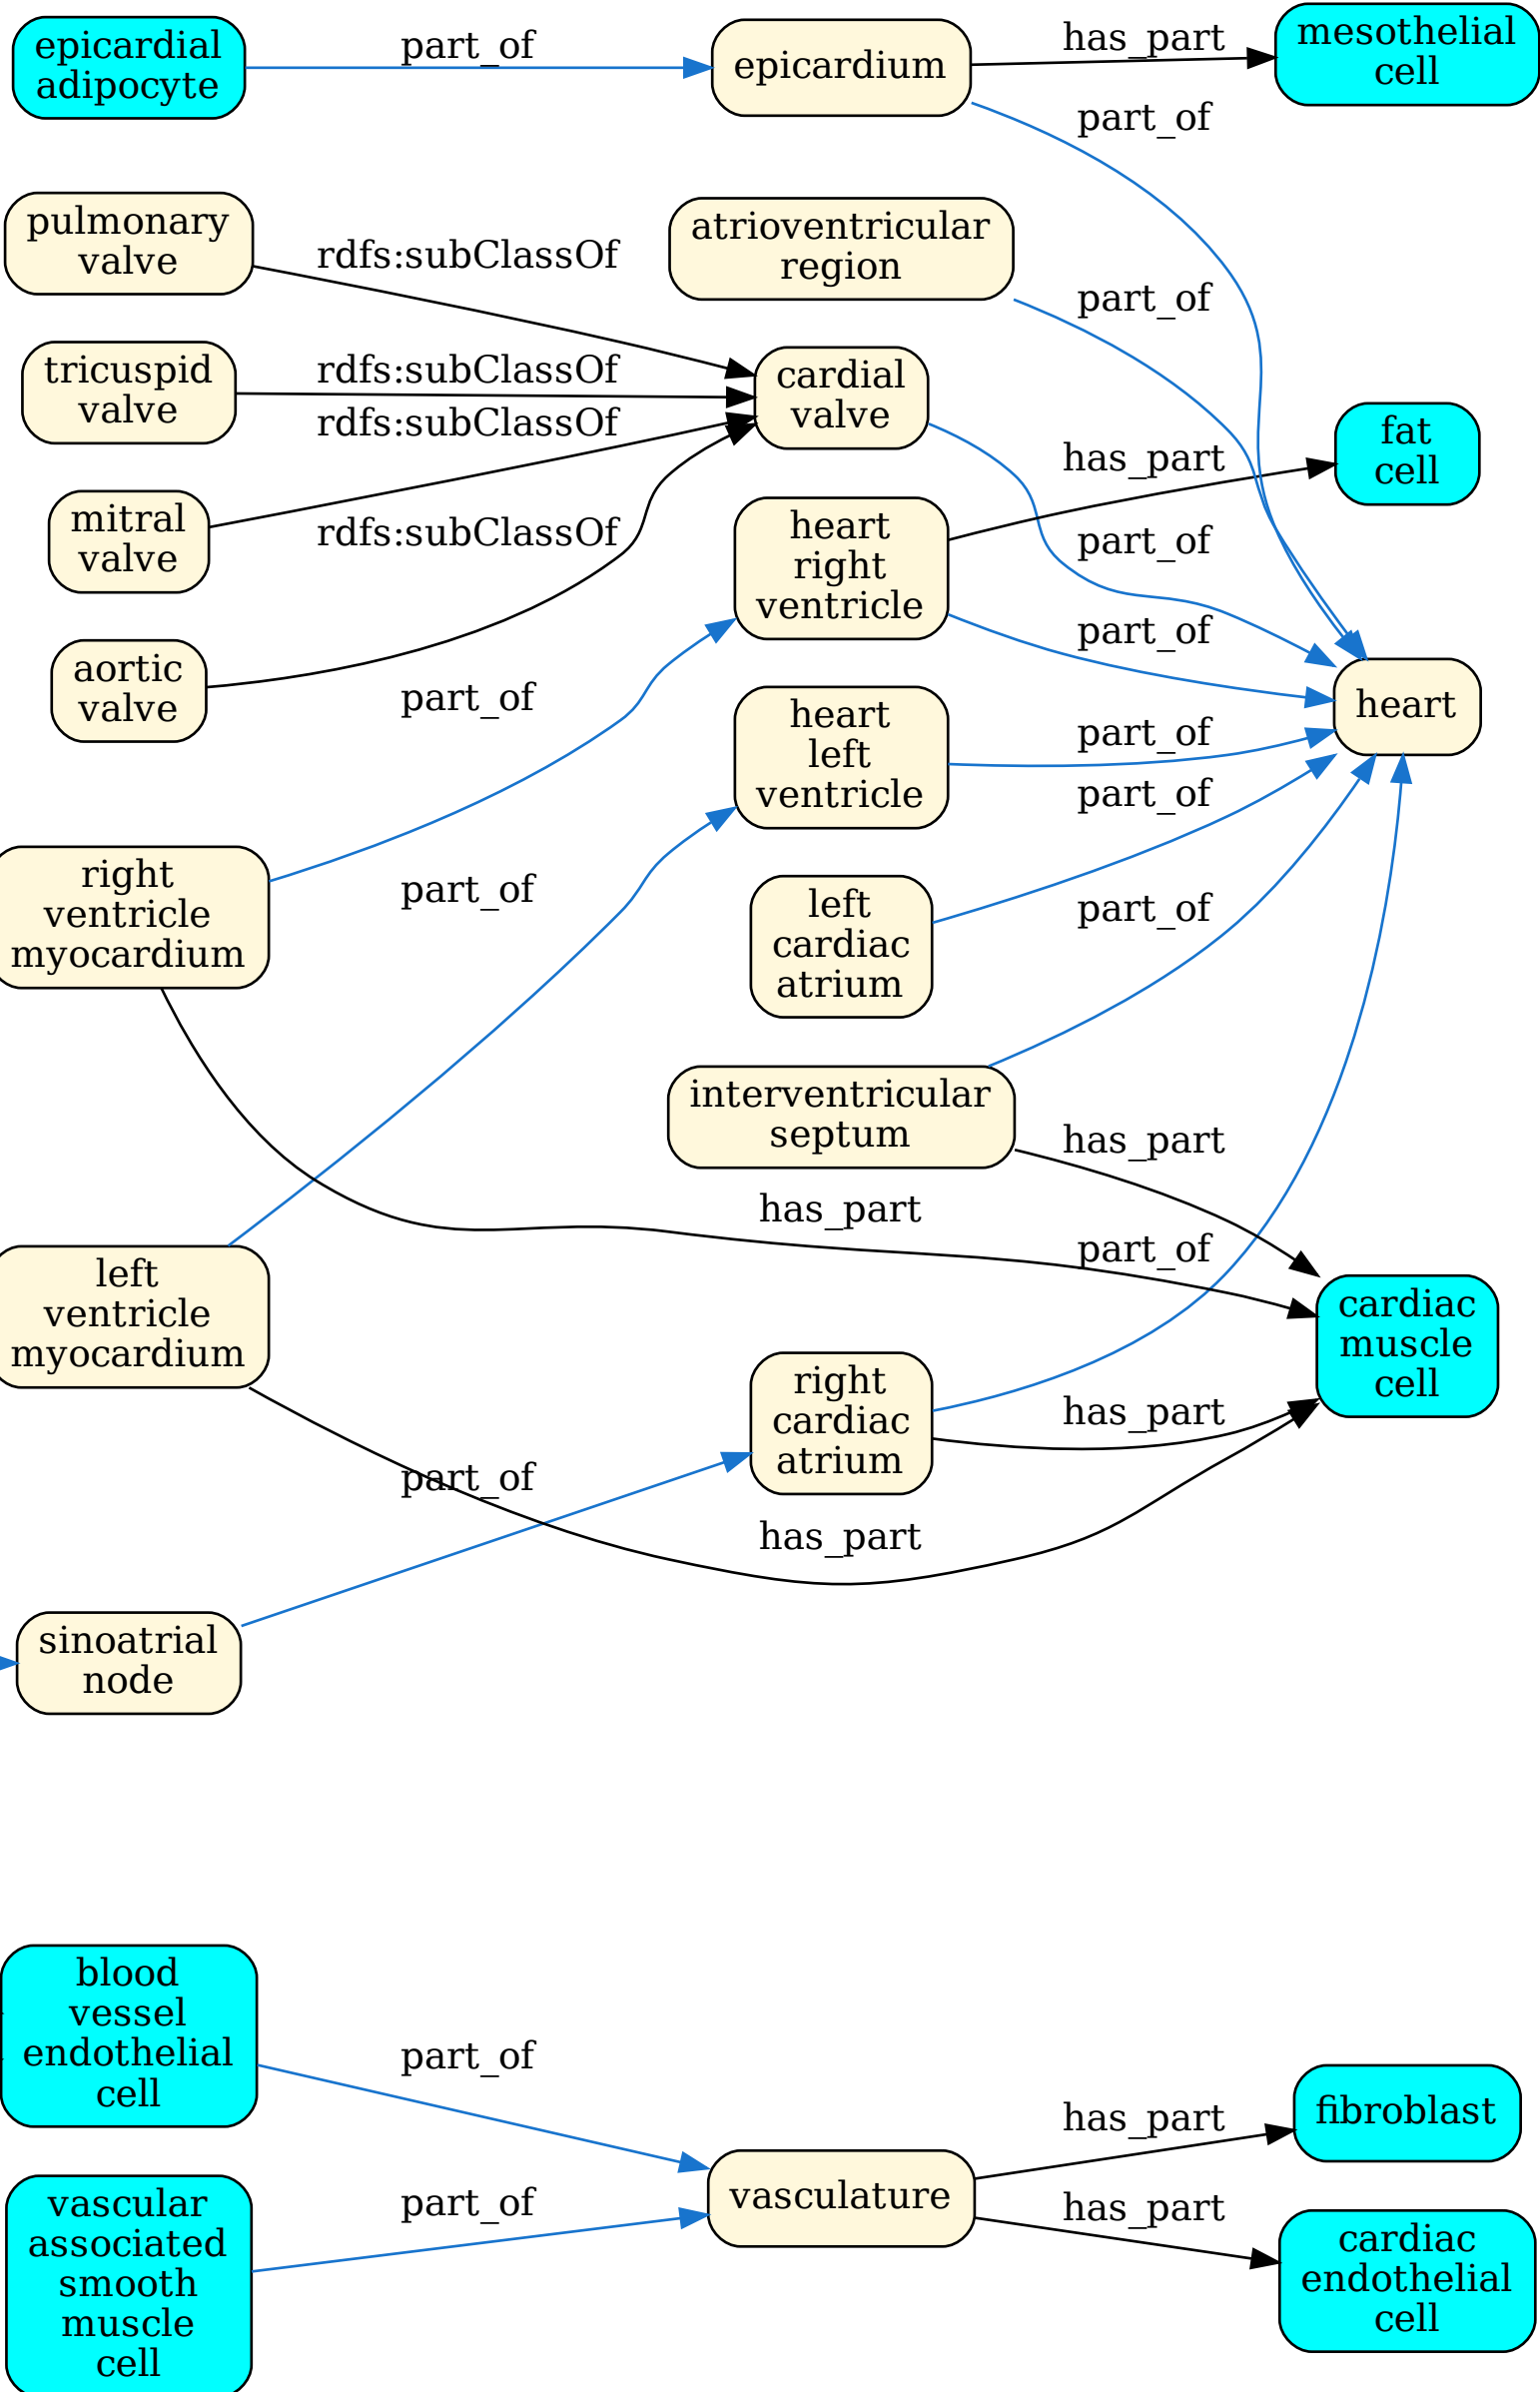 epicardial
adipocyte
part_of
epicardium
has_part
mesothelial
cell
part_of
pulmonary
valve
rdfs:subClassOf
atrioventricular
region
part_of
tricuspid
valve
rdfs:subClassOf
rdfs:subClassOf
cardial
valve
has_part
fat
cell
mitral
valve
rdfs:subClassOf
heart
right
ventricle
part_of
part_of
aortic
valve
part_of
heart
left
ventricle
part_of
part_of
heart
right
ventricle
myocardium
part_of
left
cardiac
atrium
part_of
interventricular
septum
has_part
has_part
part_of
left
ventricle
myocardium
cardiac
muscle
cell
right
cardiac
atrium
has_part
part_of
has_part
sinoatrial
node
blood
vessel
endothelial
cell
part_of
vasculature
has_part
fibroblast
vascular
associated
smooth
muscle
cell
part_of
has_part
cardiac
endothelial
cell